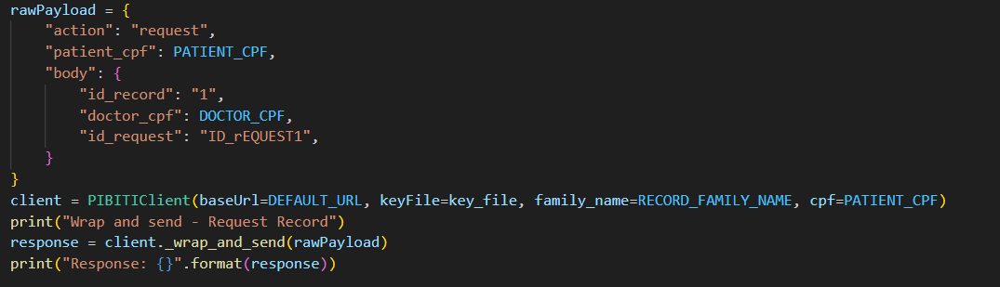 rawPayload = {
    "action": "request",
    "patient_cpf": PATIENT_CPF,
    "body": {
        "id_record": "1",
        "doctor_cpf": DOCTOR_CPF,
        "id_request": "ID_rEQUEST1",
    }
}
client = PIBITIClient(baseUrl=DEFAULT_URL, keyFile=key_file, family_name=RECORD_FAMILY_NAME, cpf=PATIENT_CPF)
print("Wrap and send - Request Record")
response = client._wrap_and_send(rawPayload)
print("Response: {}".format(response))